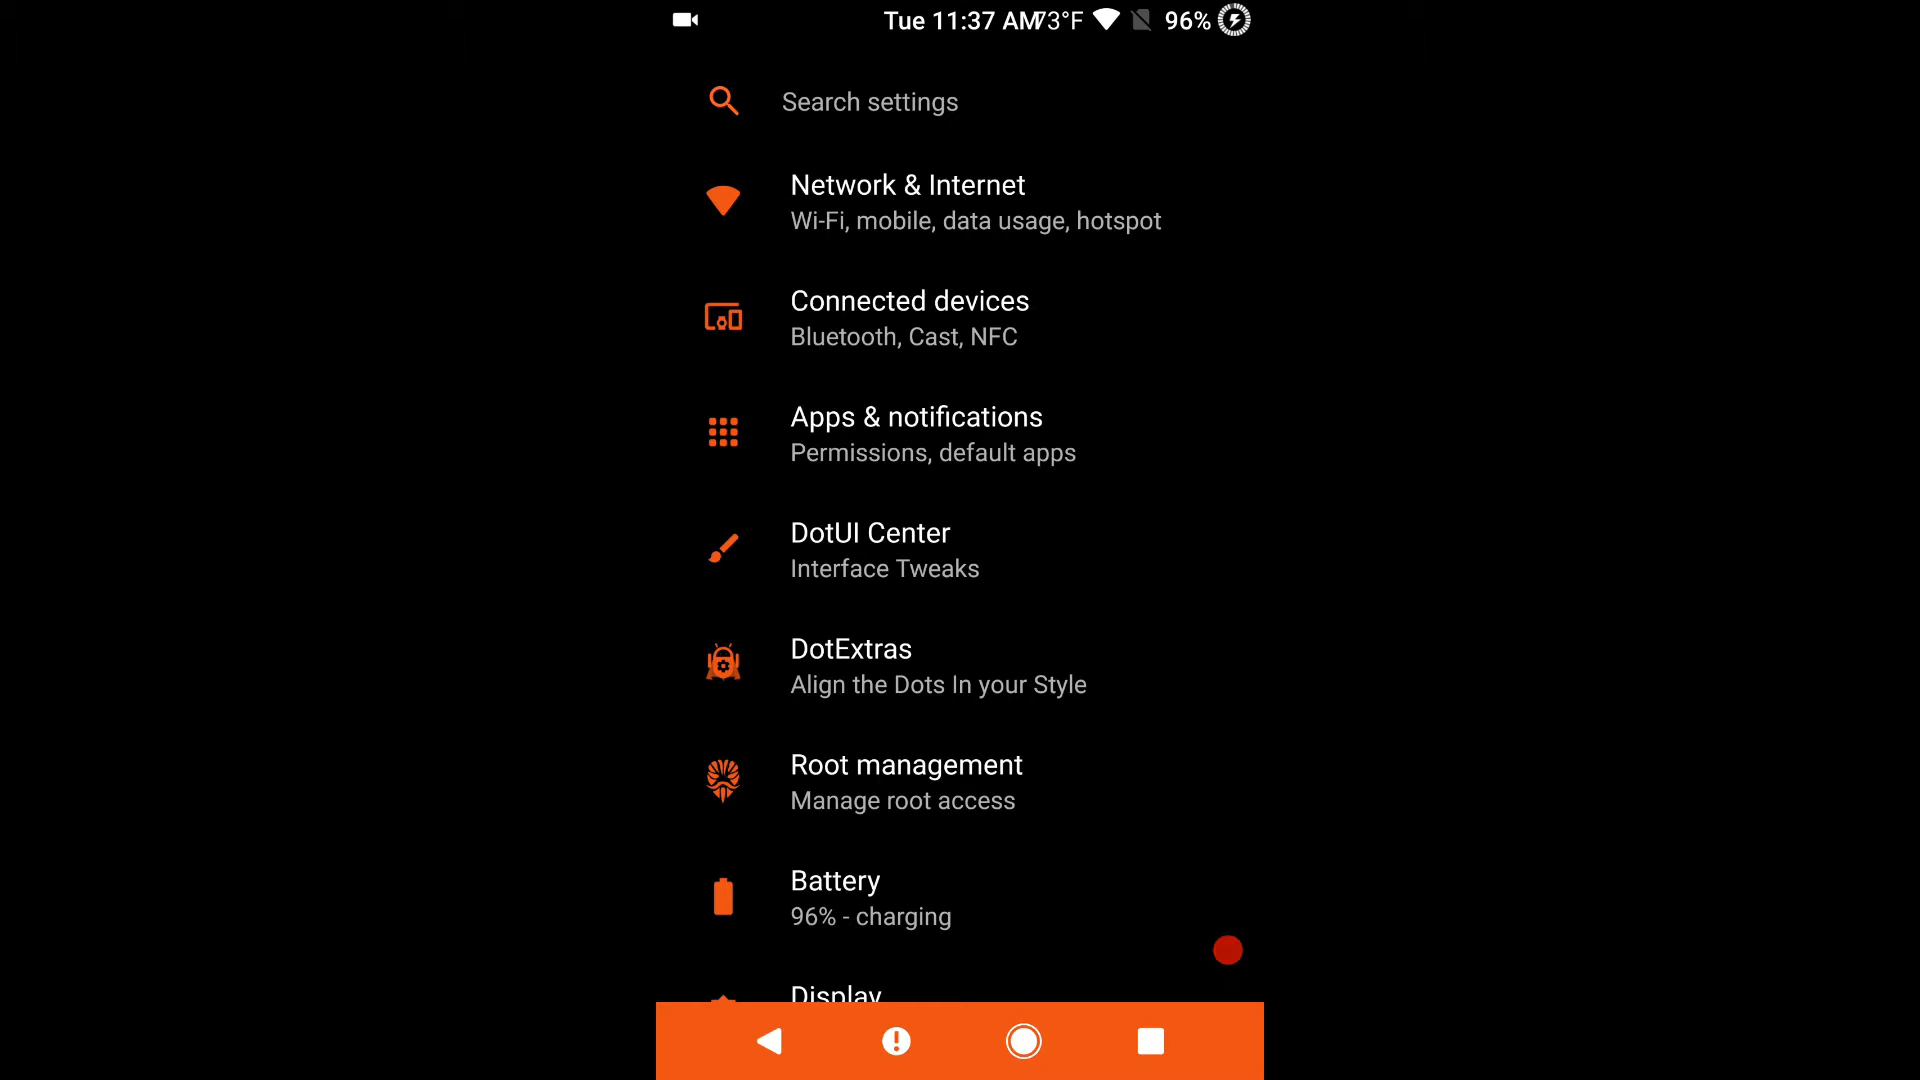 Tue 11:37 AM 73°F 96%
Search settings
Network & Internet
Wi-Fi, mobile, data usage, hotspot
Connected devices
Bluetooth, Cast, NFC
Apps & notifications
Permissions, default apps
DotUI Center
Interface Tweaks
DotExtras
Align the Dots In your Style
Root management
Manage root access
Battery
96% - charging
Display